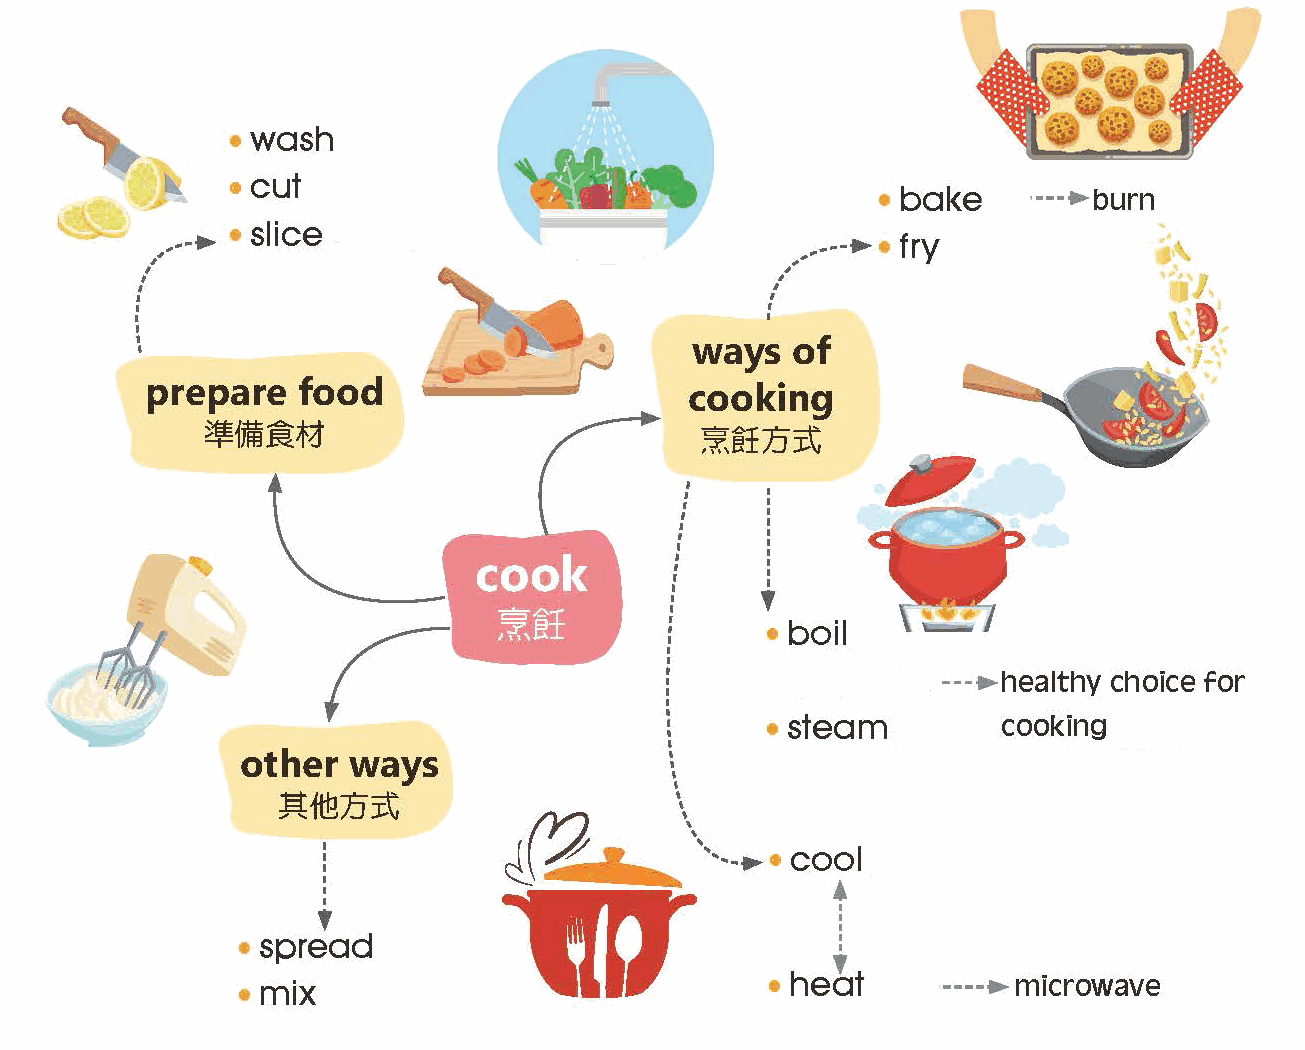 wash
cut
slice
bake
burn
fry
prepare food
準備食材
ways of
cooking
烹飪方式
cook
烹飪
boil
healthy choice for
cooking
steam
other ways
其他方式
spread
mix
cool
heat
microwave